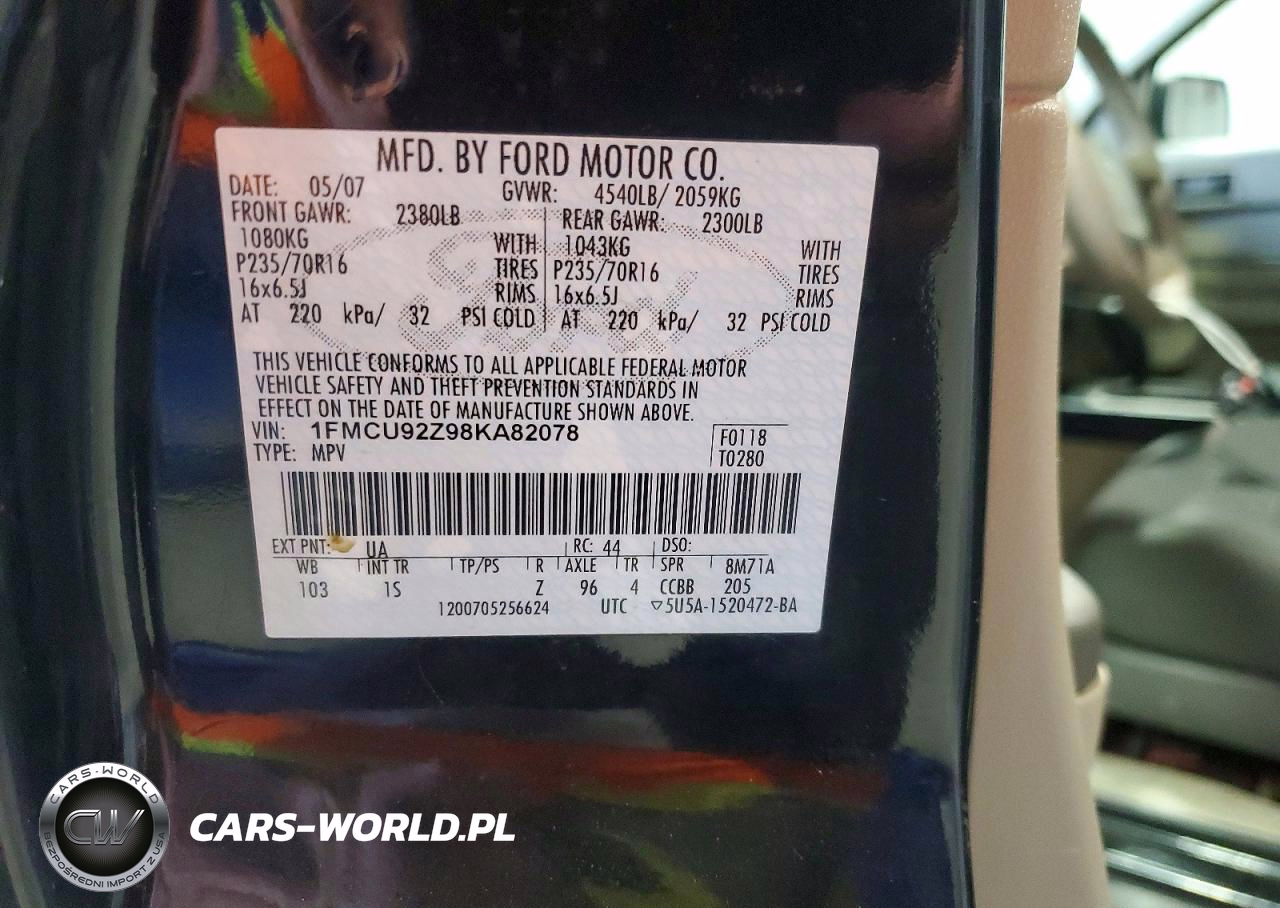 MFD. BY FORD MOTOR CO.
DATE: 05/07 GVWR: 4540LB/ 2059KG
FRONT GAWR: 2380LB REAR GAWR: 2300LB
1080KG WITH 1043KG WITH
P235/70R16 TIRES P235/70R16 TIRES
16x6.5J RIMS 16x6.5J RIMS
AT 220 kPa/ 32 PSI COLD AT 220 kPa/ 32 PSI COLD
THIS VEHICLE CONFORMS TO ALL APPLICABLE FEDERAL MOTOR
VEHICLE SAFETY AND THEFT PREVENTION STANDARDS IN
EFFECT ON THE DATE OF MANUFACTURE SHOWN ABOVE.
VIN: 1FMCU92Z98KA82078 F0118
TYPE: MPV T0280
EXT PNT: UA RC: 44 DSO:
WB INT TR TP/PS R AXLE TR SPR 8M71A
103 1S Z 96 4 CCBB 205
1200705256624 UTC ▽5U5A-1520472-BA
CARS-WORLD
CW
BEZPOŚREDNI IMPORT Z USA
CARS-WORLD.PL